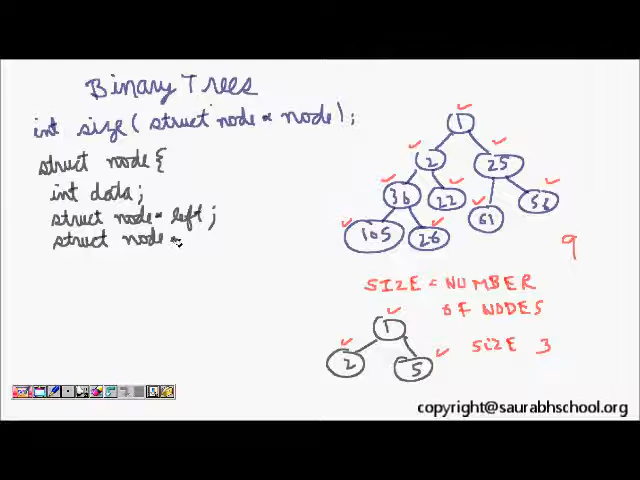 Binary Trees
int size( struct node * node );
struct node {
int data;
struct node * left;
struct node *
1
2
25
36
22
61
58
105
26
9
SIZE = NUMBER
OF NODES
1
2
5
SIZE 3
copyright@saurabhschool.org